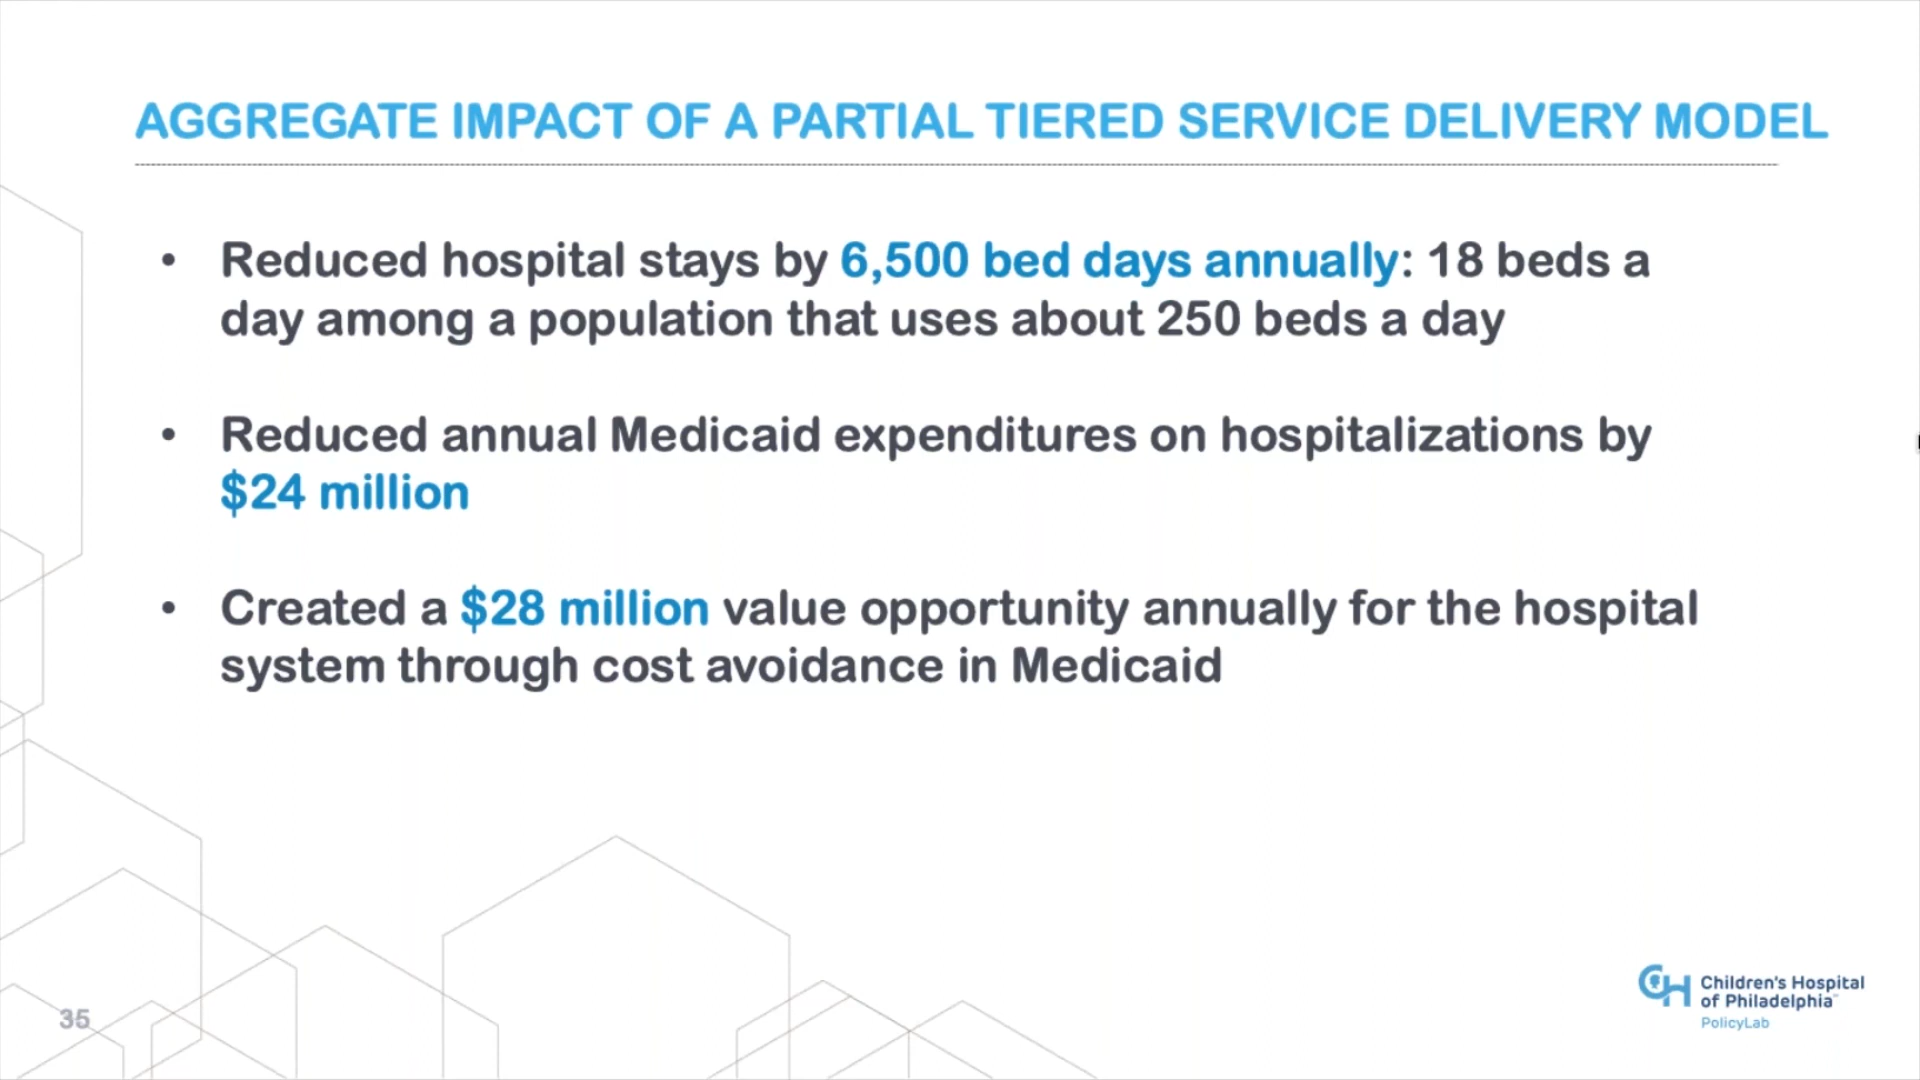 AGGREGATE IMPACT OF A PARTIAL TIERED SERVICE DELIVERY MODEL
• Reduced hospital stays by 6,500 bed days annually: 18 beds a
day among a population that uses about 250 beds a day
• Reduced annual Medicaid expenditures on hospitalizations by
$24 million
• Created a $28 million value opportunity annually for the hospital
system through cost avoidance in Medicaid
35
CH
Children's Hospital
of Philadelphia
PolicyLab